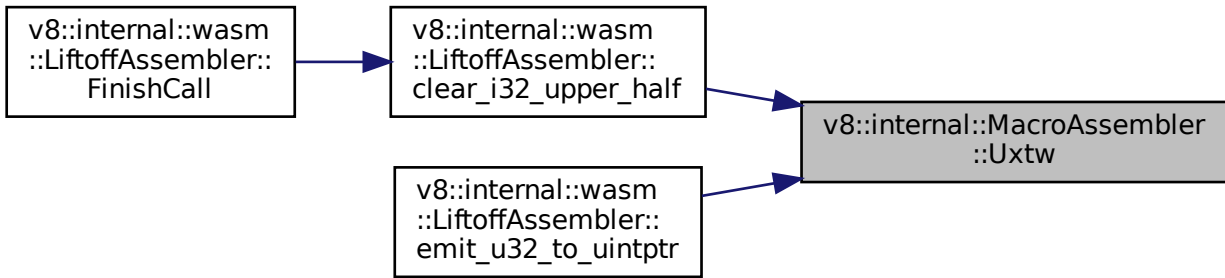 v8::internal::wasm
::LiftoffAssembler::
FinishCall
v8::internal::wasm
::LiftoffAssembler::
clear_i32_upper_half
v8::internal::MacroAssembler
::Uxtw
v8::internal::wasm
::LiftoffAssembler::
emit_u32_to_uintptr